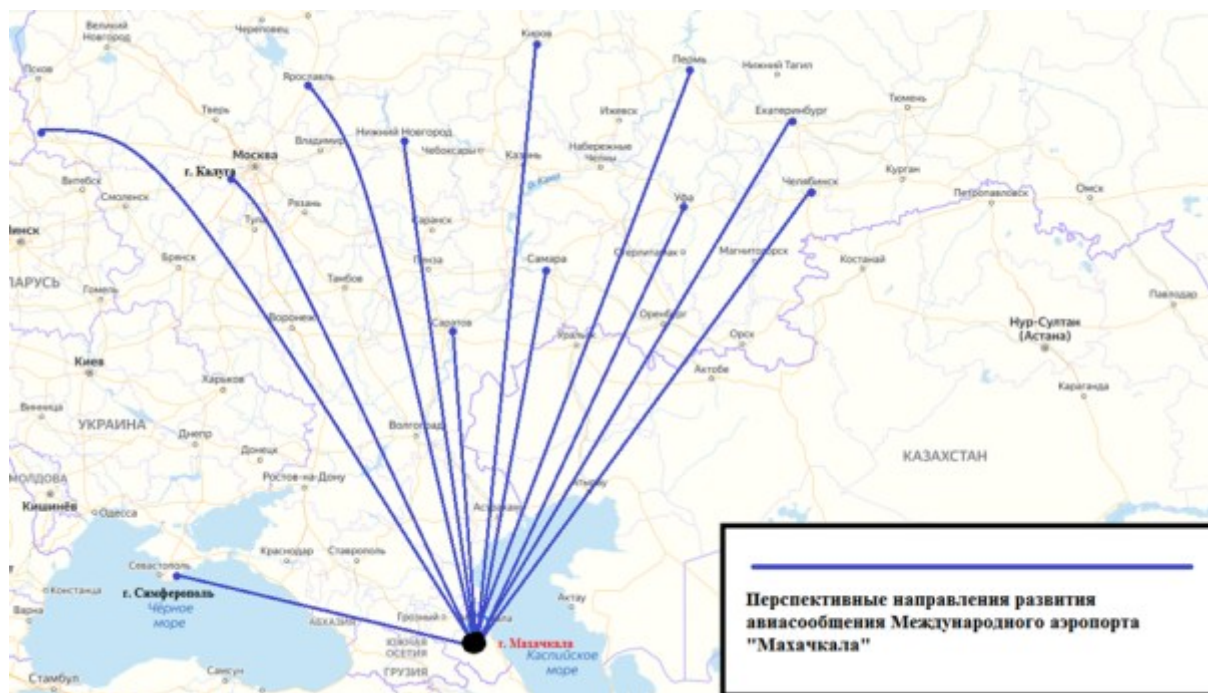 Великий
Новгород
Череповец
Киров
Псков
Ярославль
Пермь
Нижний Тагил
Тверь
Ижевск
Екатеринбург
Тюмень
Владимир
Нижний Новгород
Чебоксары
Казань
Набережные
Челны
Москва
г. Калуга
р. Кама
Витебск
Смоленск
Рязань
Уфа
Челябинск
Курган
Петропавловск
Омск
Тула
Саранск
Брянск
Пенза
Самара
Стерлитамак
Магнитогорск
Костанай
Тамбов
Гомель
Павлодар
Воронеж
Саратов
Оренбург
Уральск
Орск
Нур-Султан
(Астана)
Киев
Актобе
Харьков
Караганда
Винница
УКРАИНА
Днепр
Волгоград
Донецк
КАЗАХСТАН
МОЛДОВА
Ростов-на-Дону
Кишинёв
Одесса
Краснодар
Ставрополь
Севастополь
г. Симферополь
Констанца
Чёрное
море
Варна
АБХАЗИЯ
Грозный
Актау
г. Махачкала
ЮЖНАЯ
ОСЕТИЯ
ГРУЗИЯ
Каспийское
море
Стамбул
Самсун
Перспективные направления развития
авиасообщения Международного аэропорта
"Махачкала"